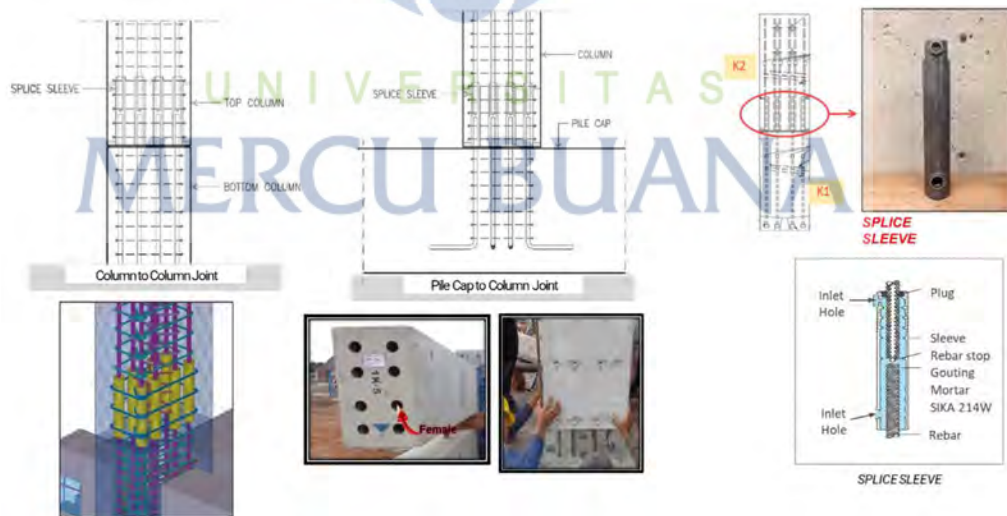 UNIVERSITAS
MERCU BUANA
SPLICE SLEEVE
TOP COLUMN
BOTTOM COLUMN
Column to Column Joint
COLUMN
SPLICE SLEEVE
PILE CAP
Pile Cap to Column Joint
K2
K1
SPLICE
SLEEVE
Female
Inlet
Hole
Plug
Sleeve
Rebar stop
Gouting
Mortar
SIKA 214W
Inlet
Hole
Rebar
SPLICE SLEEVE